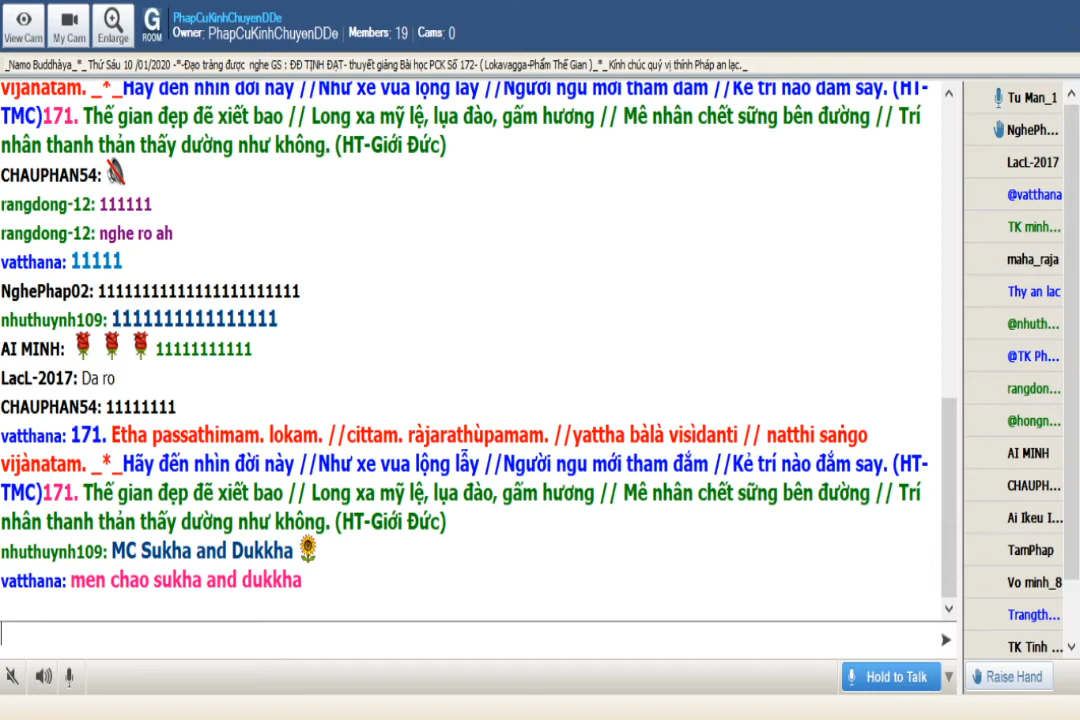 View Cam
My Cam
Enlarge
G
ROOM
PhapCuKinhChuyenDDe
Owner: PhapCuKinhChuyenDDe | Members: 19 | Cams: 0
_Namo Buddhàya_*_ Thứ Sáu 10 /01/2020 -*-Đạo tràng được nghe GS : ĐĐ TỊNH ĐẠT- thuyết giảng Bài học PCK Số 172- ( Lokavagga-Phẩm Thế Gian )_*_Kính chúc quý vị thính Pháp an lạc._
vijànatam. _*_Hãy đến nhìn đời này //Như xe vua lộng lẫy //Người ngu mới tham đắm //Kẻ trí nào đắm say. (HT-
TMC)171. Thế gian đẹp đẽ xiết bao // Long xa mỹ lệ, lụa đào, gấm hương // Mê nhân chết sững bên đường // Trí
nhân thanh thản thấy dường như không. (HT-Giới Đức)
CHAUPHAN54:
rangdong-12: 111111
rangdong-12: nghe ro ah
vatthana: 11111
NghePhap02: 11111111111111111111111
nhuthuynh109: 1111111111111111
AI MINH: 11111111111
LacL-2017: Da ro
CHAUPHAN54: 11111111
vatthana: 171. Etha passathimam. lokam. //cittam. ràjarathùpamam. //yattha bàlà visìdanti // natthi saṅgo
vijànatam. _*_Hãy đến nhìn đời này //Như xe vua lộng lẫy //Người ngu mới tham đắm //Kẻ trí nào đắm say. (HT-
TMC)171. Thế gian đẹp đẽ xiết bao // Long xa mỹ lệ, lụa đào, gấm hương // Mê nhân chết sững bên đường // Trí
nhân thanh thản thấy dường như không. (HT-Giới Đức)
nhuthuynh109: MC Sukha and Dukkha
vatthana: men chao sukha and dukkha
Hold to Talk
Tu Man_1
NghePh...
LacL-2017
@vatthana
TK minh...
maha_raja
Thy an lac
@nhuth...
@TK Ph...
rangdon...
@hongn...
AI MINH
CHAUPH...
Ai Ikeu I...
TamPhap
Vo minh_8
Trangth...
TK Tinh ...
Raise Hand